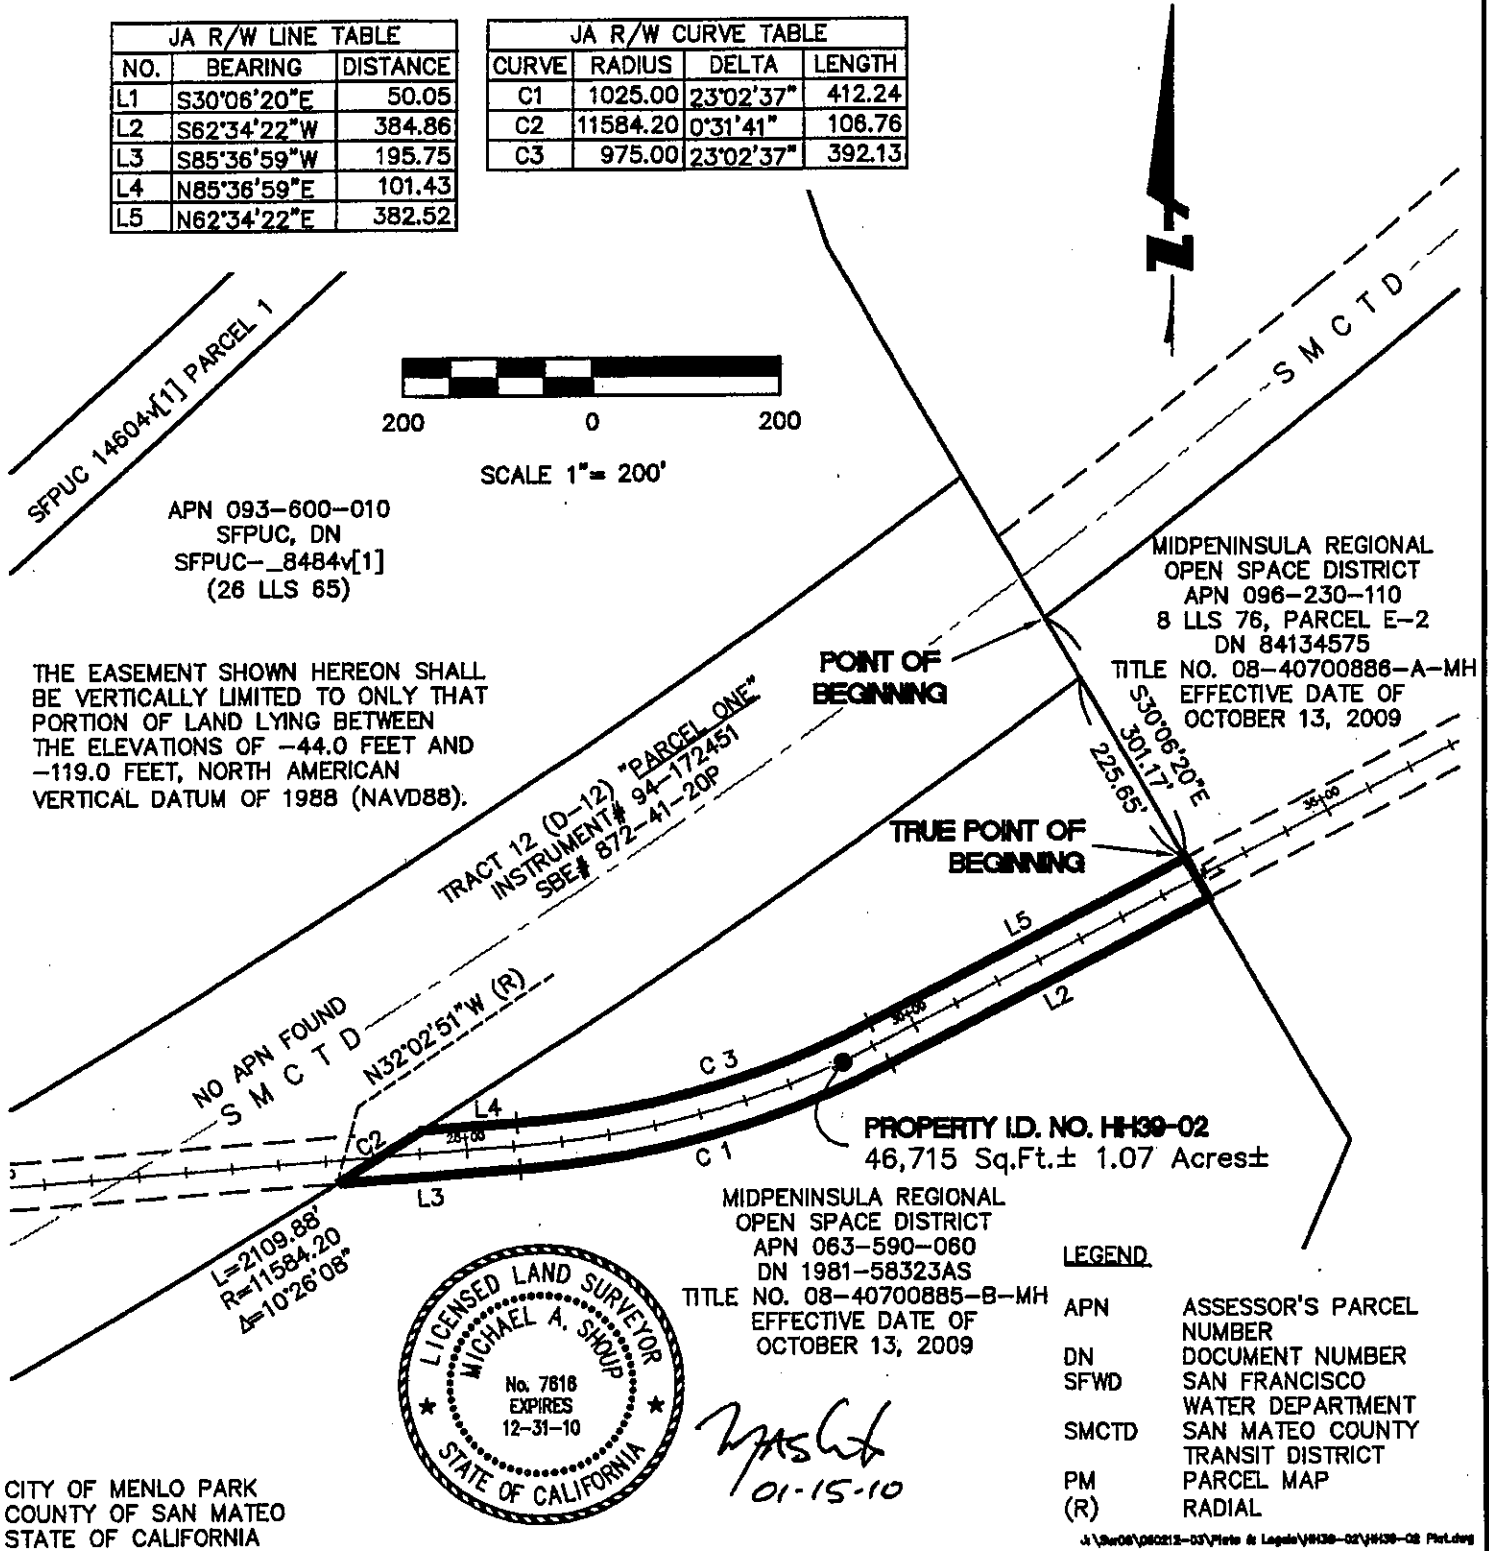 JA R/W LINE TABLE
NO. BEARING DISTANCE
L1 S30°06'20"E 50.05
L2 S62°34'22"W 384.86
L3 S85°36'59"W 195.75
L4 N85°36'59"E 101.43
L5 N62°34'22"E 382.52
JA R/W CURVE TABLE
CURVE RADIUS DELTA LENGTH
C1 1025.00 23°02'37" 412.24
C2 11584.20 0°31'41" 106.76
C3 975.00 23°02'37" 392.13
Z
SFPUC 14604v[1] PARCEL 1
200 0 200
SCALE 1"= 200'
S M C T D
APN 093-600-010
SFPUC, DN
SFPUC-_8484v[1]
(26 LLS 65)
MIDPENINSULA REGIONAL
OPEN SPACE DISTRICT
APN 096-230-110
8 LLS 76, PARCEL E-2
DN 84134575
TITLE NO. 08-40700886-A-MH
EFFECTIVE DATE OF
OCTOBER 13, 2009
THE EASEMENT SHOWN HEREON SHALL
BE VERTICALLY LIMITED TO ONLY THAT
PORTION OF LAND LYING BETWEEN
THE ELEVATIONS OF -44.0 FEET AND
-119.0 FEET, NORTH AMERICAN
VERTICAL DATUM OF 1988 (NAVD88).
POINT OF
BEGINNING
S30°06'20"E
301.17'
225.65'
TRACT 12 (D-12) "PARCEL ONE"
INSTRUMENT# 94-172451
SBE# 872-41-20P
TRUE POINT OF
BEGINNING
L1
L5
L2
NO APN FOUND
S M C T D
N32°02'51"W (R)
C 3
L4
C2
28+00
30+00
C 1
L3
PROPERTY I.D. NO. HH39-02
46,715 Sq.Ft.± 1.07 Acres±
L=2109.88'
R=11584.20
Δ=10°26'08"
MIDPENINSULA REGIONAL
OPEN SPACE DISTRICT
APN 063-590-060
DN 1981-58323AS
TITLE NO. 08-40700885-B-MH
EFFECTIVE DATE OF
OCTOBER 13, 2009
LICENSED LAND SURVEYOR
MICHAEL A. SHOUP
No. 7616
EXPIRES
12-31-10
STATE OF CALIFORNIA
01-15-10
LEGEND
APN ASSESSOR'S PARCEL
NUMBER
DN DOCUMENT NUMBER
SFWD SAN FRANCISCO
WATER DEPARTMENT
SMCTD SAN MATEO COUNTY
TRANSIT DISTRICT
PM PARCEL MAP
(R) RADIAL
CITY OF MENLO PARK
COUNTY OF SAN MATEO
STATE OF CALIFORNIA